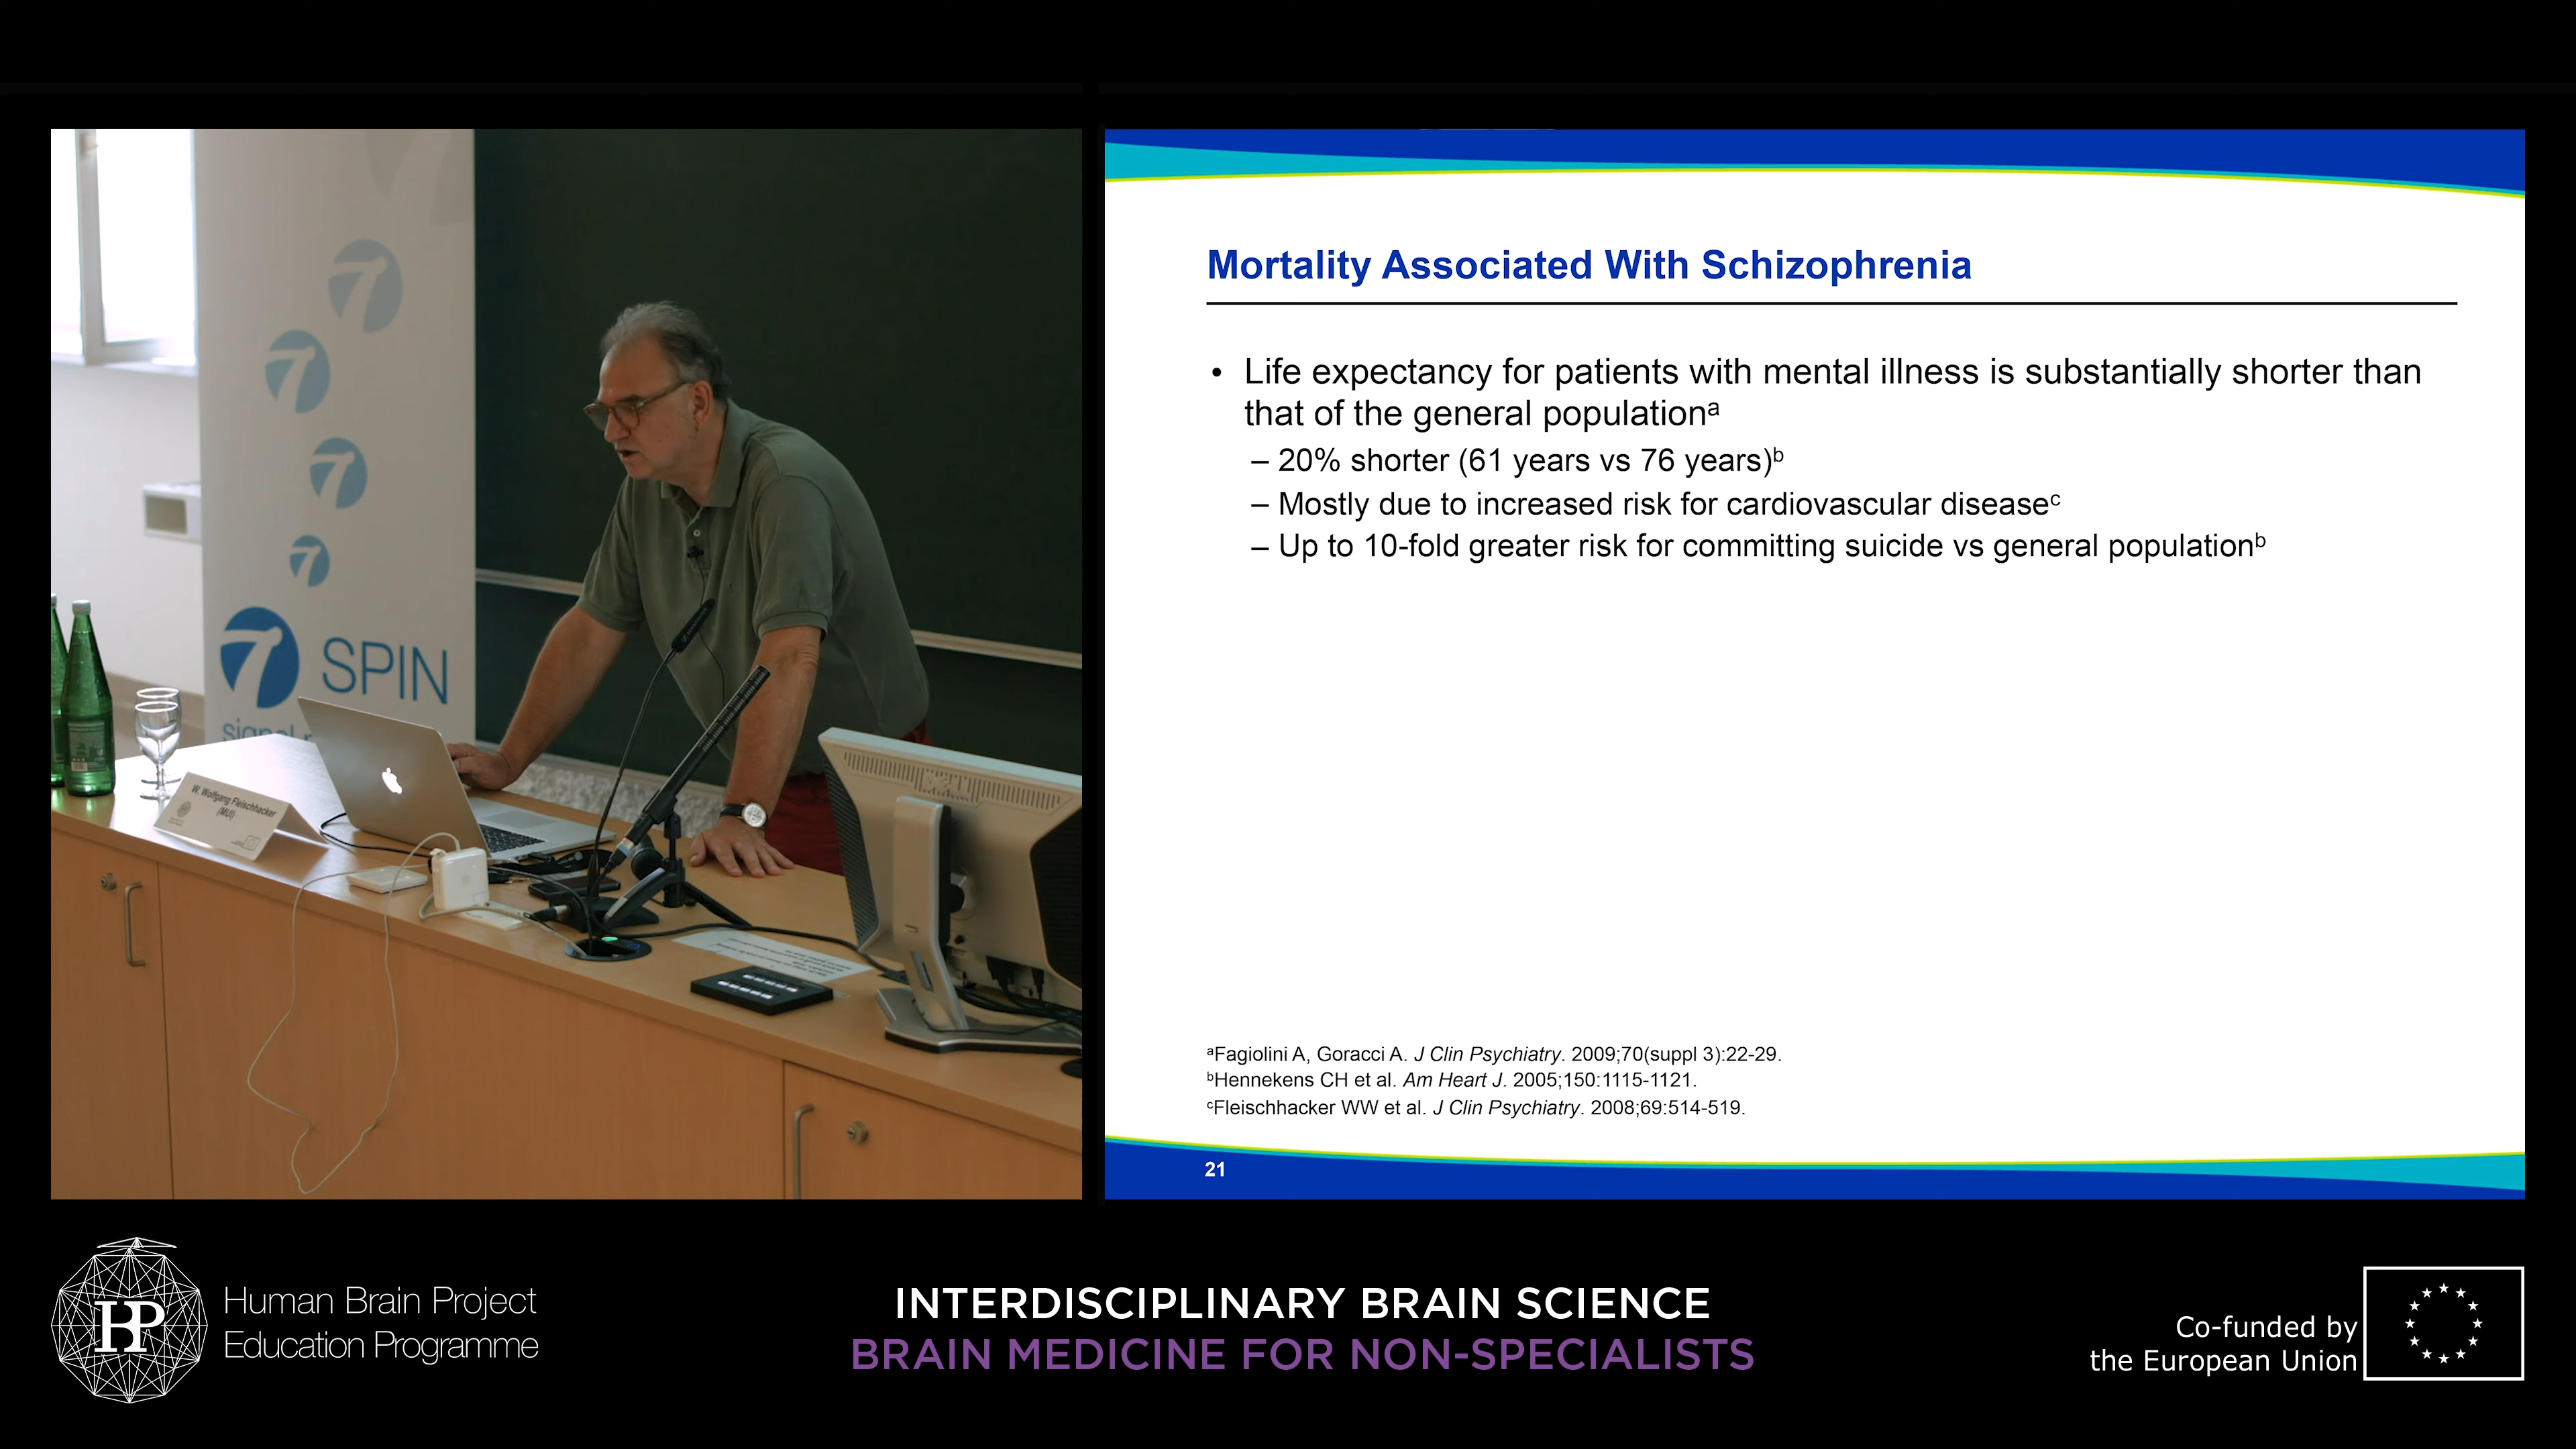 SPIN
W. Wolfgang Fleischhacker
(MUI)
Mortality Associated With Schizophrenia
• Life expectancy for patients with mental illness is substantially shorter than
that of the general populationᵃ
– 20% shorter (61 years vs 76 years)ᵇ
– Mostly due to increased risk for cardiovascular diseaseᶜ
– Up to 10-fold greater risk for committing suicide vs general populationᵇ
ᵃFagiolini A, Goracci A. J Clin Psychiatry. 2009;70(suppl 3):22-29.
ᵇHennekens CH et al. Am Heart J. 2005;150:1115-1121.
ᶜFleischhacker WW et al. J Clin Psychiatry. 2008;69:514-519.
21
HBP
Human Brain Project
Education Programme
INTERDISCIPLINARY BRAIN SCIENCE
BRAIN MEDICINE FOR NON-SPECIALISTS
Co-funded by
the European Union